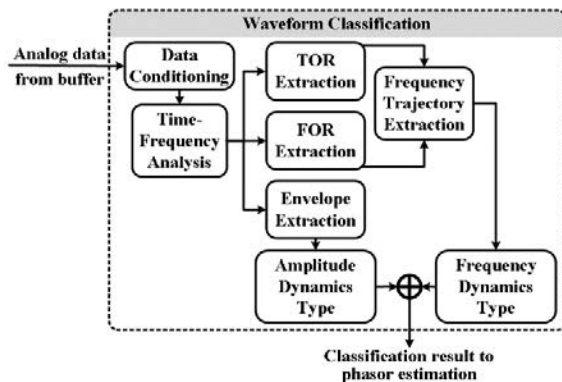 Waveform Classification
Analog data
from buffer
Data
Conditioning
Time-
Frequency
Analysis
TOR
Extraction
FOR
Extraction
Envelope
Extraction
Frequency
Trajectory
Extraction
Amplitude
Dynamics
Type
Frequency
Dynamics
Type
Classification result to
phasor estimation